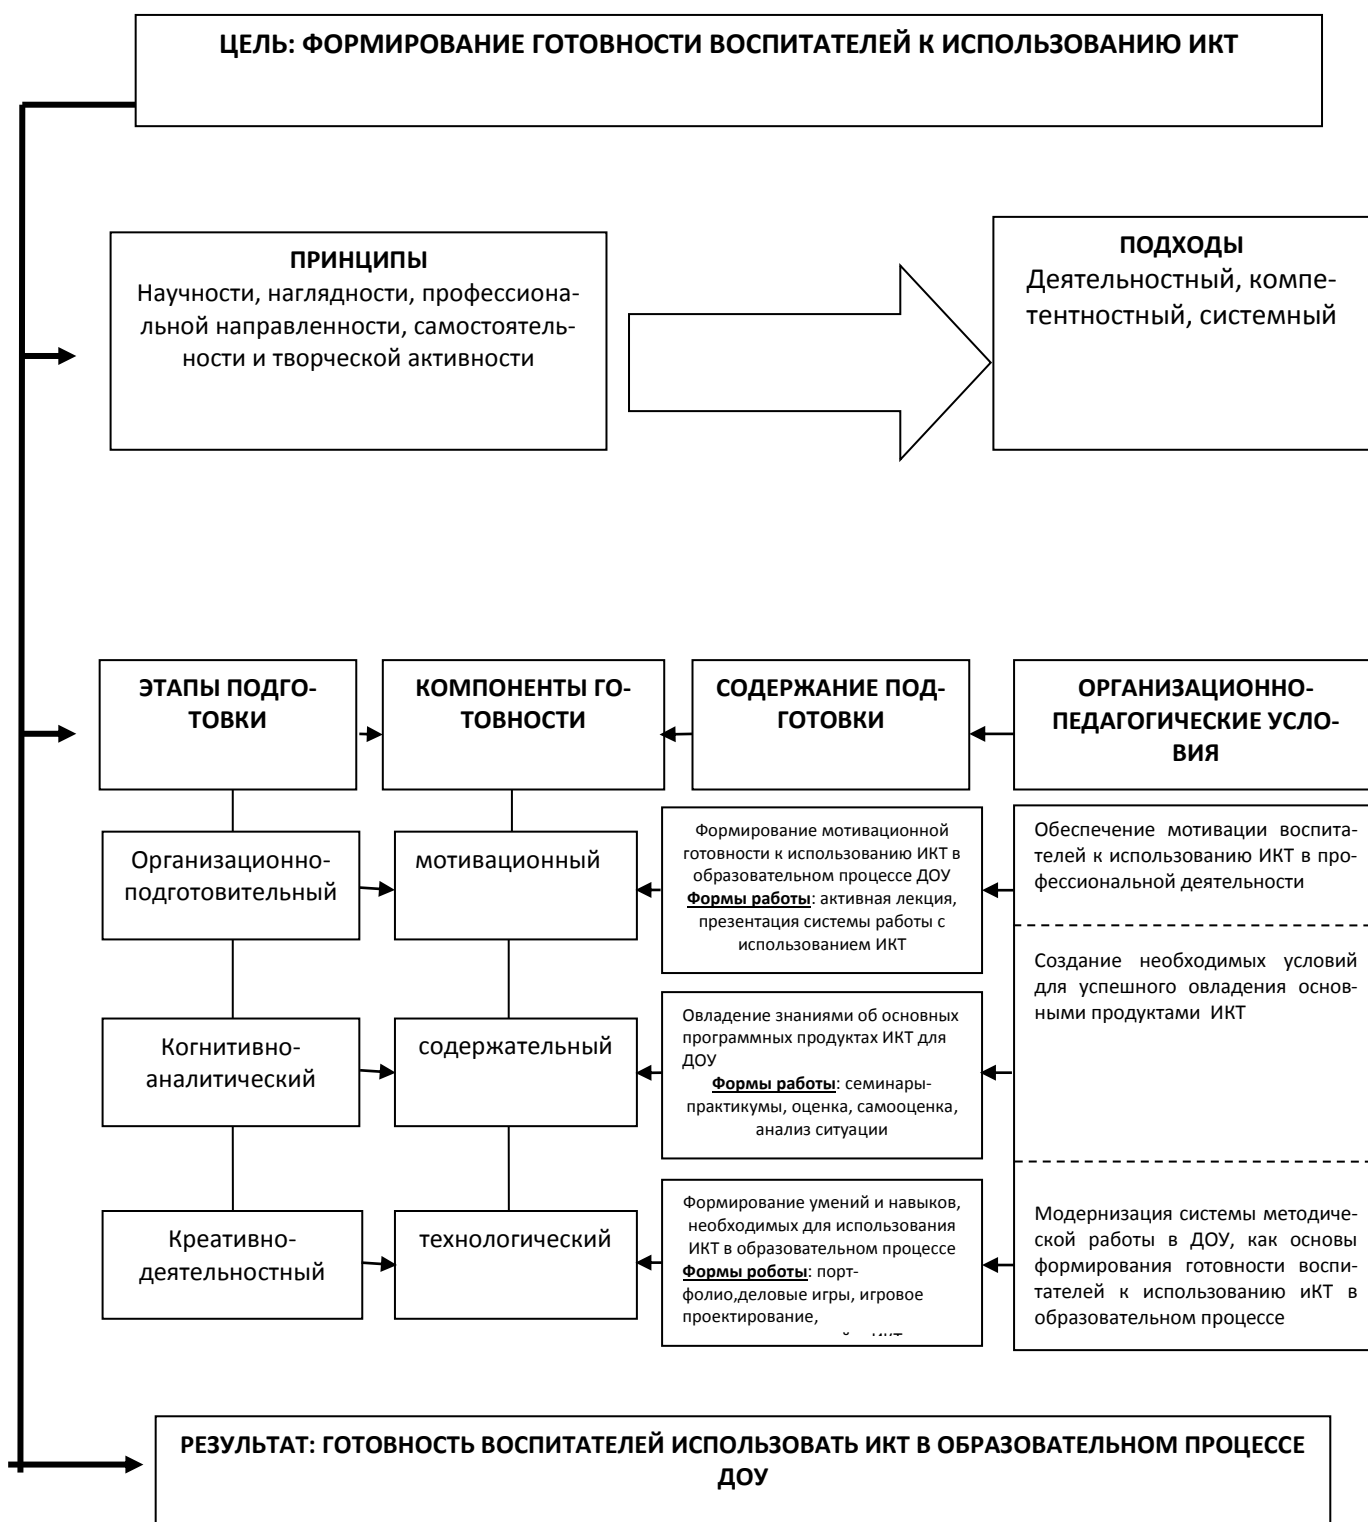 ЦЕЛЬ: ФОРМИРОВАНИЕ ГОТОВНОСТИ ВОСПИТАТЕЛЕЙ К ИСПОЛЬЗОВАНИЮ ИКТ
ПРИНЦИПЫ
Научности, наглядности, профессиона-
льной направленности, самостоятель-
ности и творческой активности
ПОДХОДЫ
Деятельностный, компе-
тентностный, системный
ЭТАПЫ ПОДГО-
ТОВКИ
КОМПОНЕНТЫ ГО-
ТОВНОСТИ
СОДЕРЖАНИЕ ПОД-
ГОТОВКИ
ОРГАНИЗАЦИОННО-
ПЕДАГОГИЧЕСКИЕ УСЛО-
ВИЯ
Организационно-
подготовительный
мотивационный
Формирование мотивационной
готовности к использованию ИКТ в
образовательном процессе ДОУ
Формы работы: активная лекция,
презентация системы работы с
использованием ИКТ
Обеспечение мотивации воспита-
телей к использованию ИКТ в про-
фессиональной деятельности
Когнитивно-
аналитический
содержательный
Овладение знаниями об основных
программных продуктах ИКТ для
ДОУ
Формы работы: семинары-
практикумы, оценка, самооценка,
анализ ситуации
Создание необходимых условий
для успешного овладения основ-
ными продуктами ИКТ
Креативно-
деятельностный
технологический
Формирование умений и навыков,
необходимых для использования
ИКТ в образовательном процессе
Формы роботы: порт-
фолио,деловые игры, игровое
проектирование,
ИКТ
Модернизация системы методиче-
ской работы в ДОУ, как основы
формирования готовности воспи-
тателей к использованию иКТ в
образовательном процессе
РЕЗУЛЬТАТ: ГОТОВНОСТЬ ВОСПИТАТЕЛЕЙ ИСПОЛЬЗОВАТЬ ИКТ В ОБРАЗОВАТЕЛЬНОМ ПРОЦЕССЕ
ДОУ